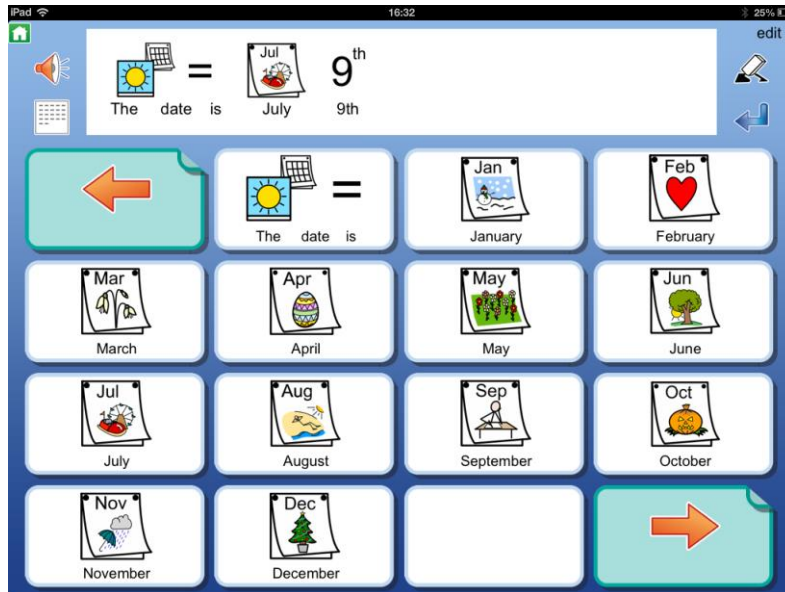 iPad 16:32 25%
edit
Jul 9th
The date is July 9th
=
Jan Feb
= 
The date is January February
Mar Apr May Jun
March April May June
Jul Aug Sep Oct
July August September October
Nov Dec
November December